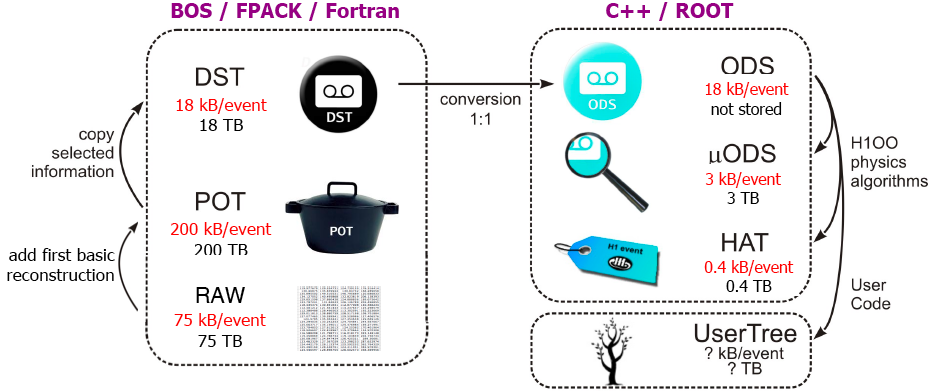 BOS / FPACK / Fortran
DST
18 kB/event
18 TB
DST
copy
selected
information
POT
200 kB/event
200 TB
POT
add first basic
reconstruction
RAW
75 kB/event
75 TB
conversion
1:1
C++ / ROOT
ODS
ODS
18 kB/event
not stored
μODS
3 kB/event
3 TB
H1OO
physics
algorithms
H1 event
HAT
0.4 kB/event
0.4 TB
User
Code
UserTree
? kB/event
? TB